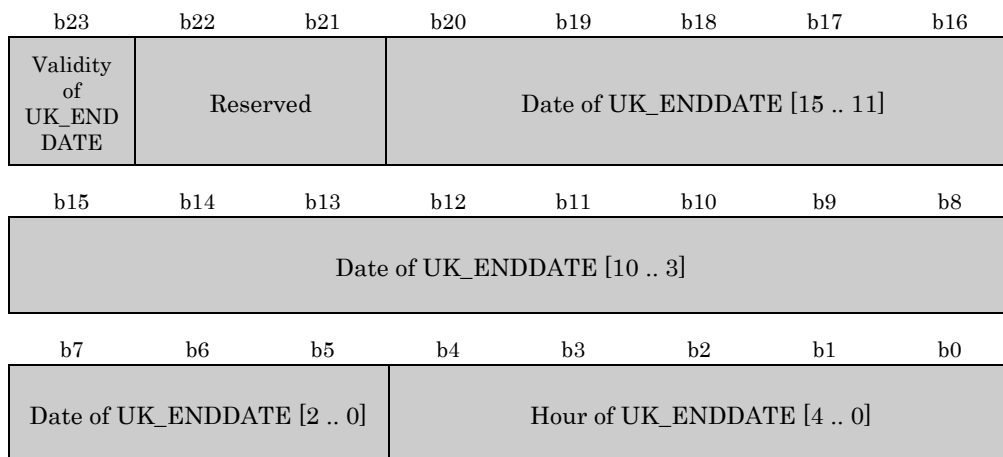 b23 b22 b21 b20 b19 b18 b17 b16
Validity
of
UK_END
DATE
Reserved
Date of UK_ENDDATE [15 .. 11]
b15 b14 b13 b12 b11 b10 b9 b8
Date of UK_ENDDATE [10 .. 3]
b7 b6 b5 b4 b3 b2 b1 b0
Date of UK_ENDDATE [2 .. 0]
Hour of UK_ENDDATE [4 .. 0]